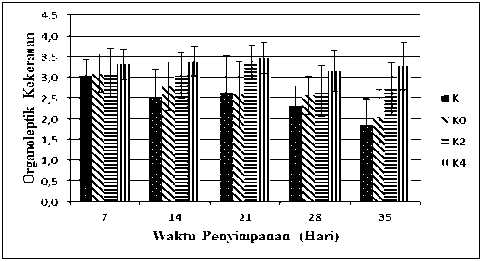 4,5
4,0
3,5
3,0
2,5
2,0
1,5
1,0
0,5
0,0
Organoleptik Kekerasan
7 14 21 28 35
Waktu Penyimpanan (Hari)
K
K0
K2
K4